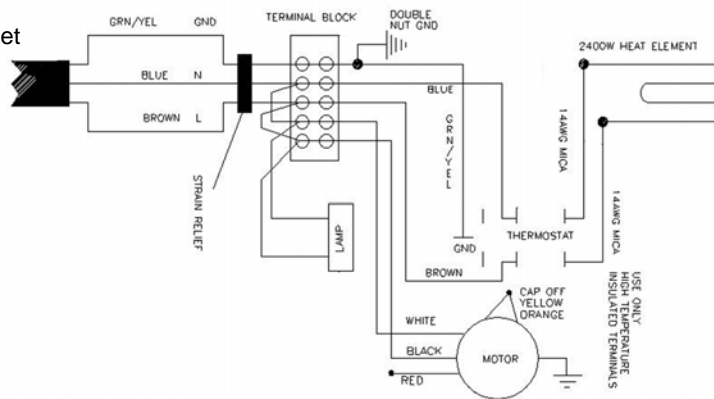 et
GRN/YEL GND
TERMINAL BLOCK
DOUBLE
NUT GND
2400W HEAT ELEMENT
BLUE N
BLUE
BROWN L
GRN/YEL
14AWG MICA
14AWG MICA
STRAIN RELIEF
LAMP
GND
THERMOSTAT
BROWN
USE ONLY
HIGH TEMPERATURE
INSULATED TERMINALS
CAP OFF
YELLOW
ORANGE
WHITE
BLACK
MOTOR
RED